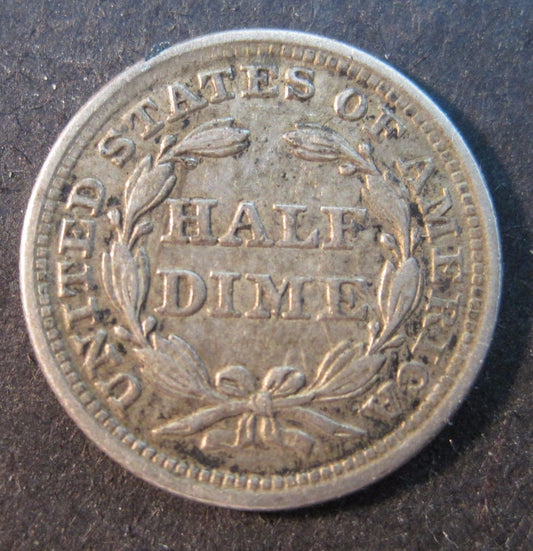 UNITED STATES OF AMERICA
HALF
DIME